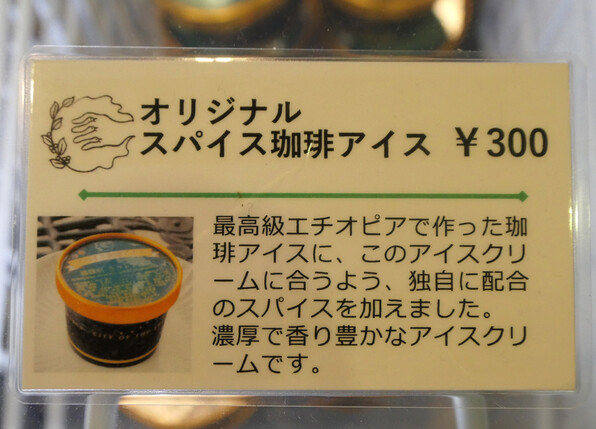 オリジナル
スパイス珈琲アイス ￥300
最高級エチオピアで作った珈
琲アイスに、このアイスクリ
ームに合うよう、独自に配合
のスパイスを加えました。
濃厚で香り豊かなアイスクリ
ームです。